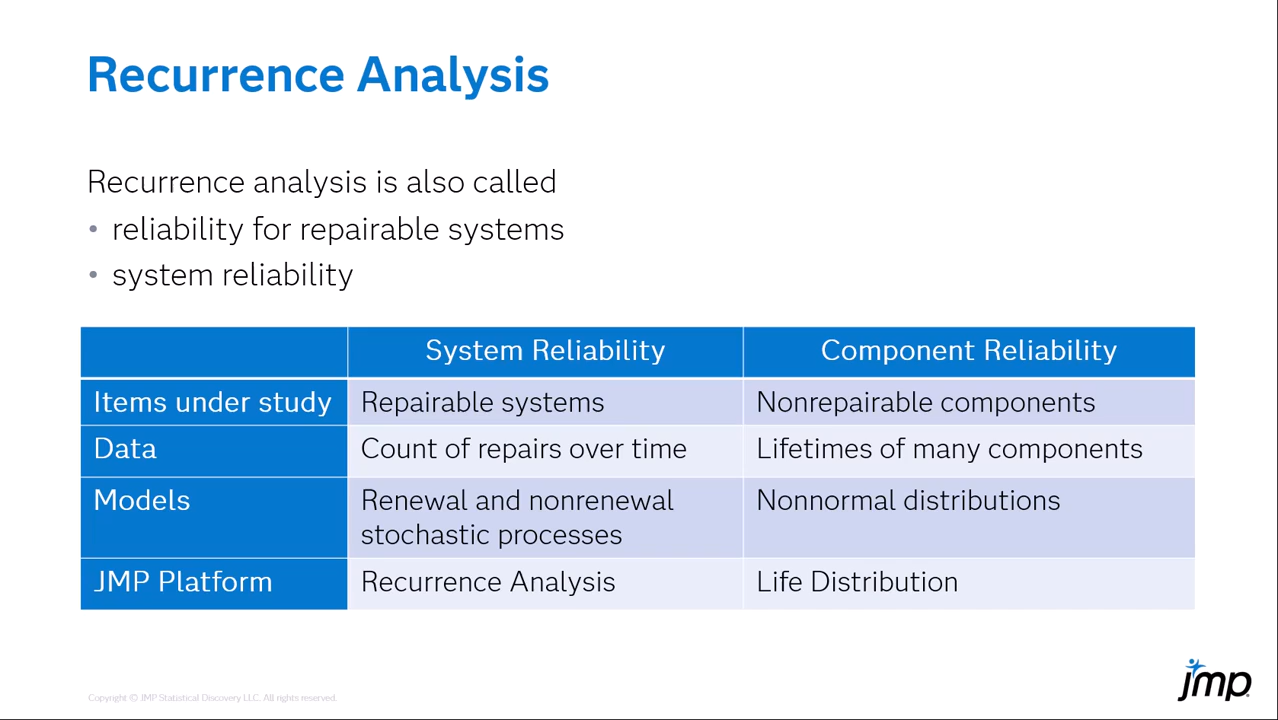 Recurrence Analysis
Recurrence analysis is also called
• reliability for repairable systems
• system reliability
System Reliability Component Reliability
Items under study Repairable systems Nonrepairable components
Data Count of repairs over time Lifetimes of many components
Models Renewal and nonrenewal Nonnormal distributions
stochastic processes
JMP Platform Recurrence Analysis Life Distribution
Copyright © JMP Statistical Discovery LLC. All rights reserved.
jmp